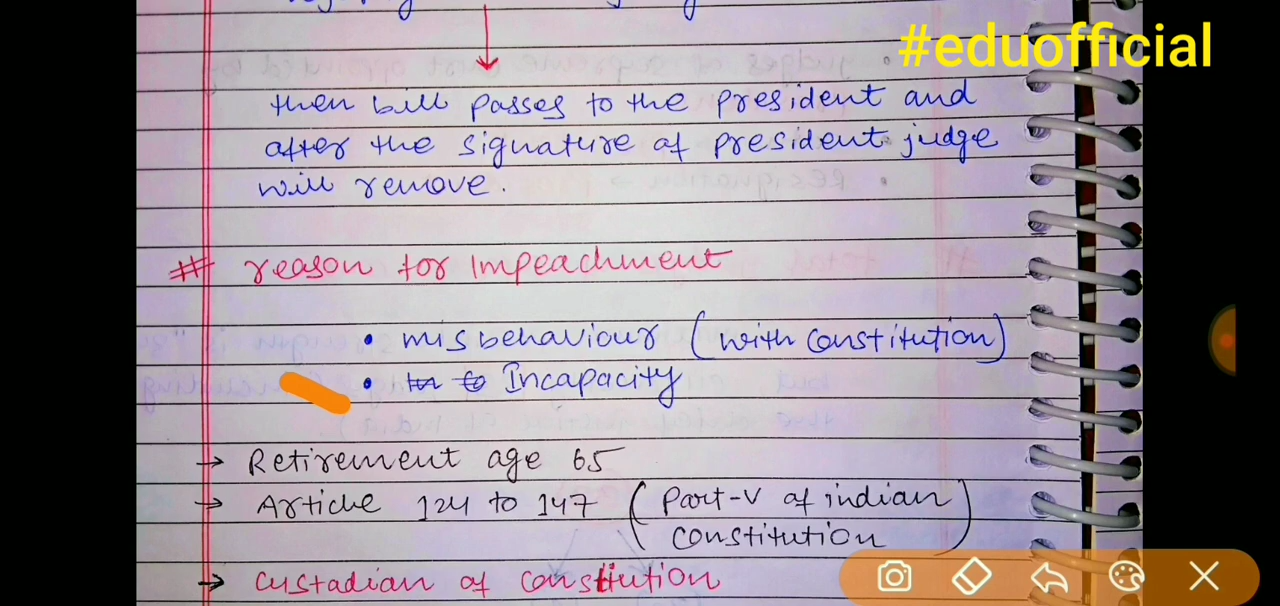 #eduofficial
then bill passes to the president and
after the signature of president judge
will remove.
## reason for Impeachment
• misbehaviour (with constitution)
• Incapacity
→ Retirement age 65
→ Article 124 to 147 (Part-V of indian
constitution)
→ custadian of constitution